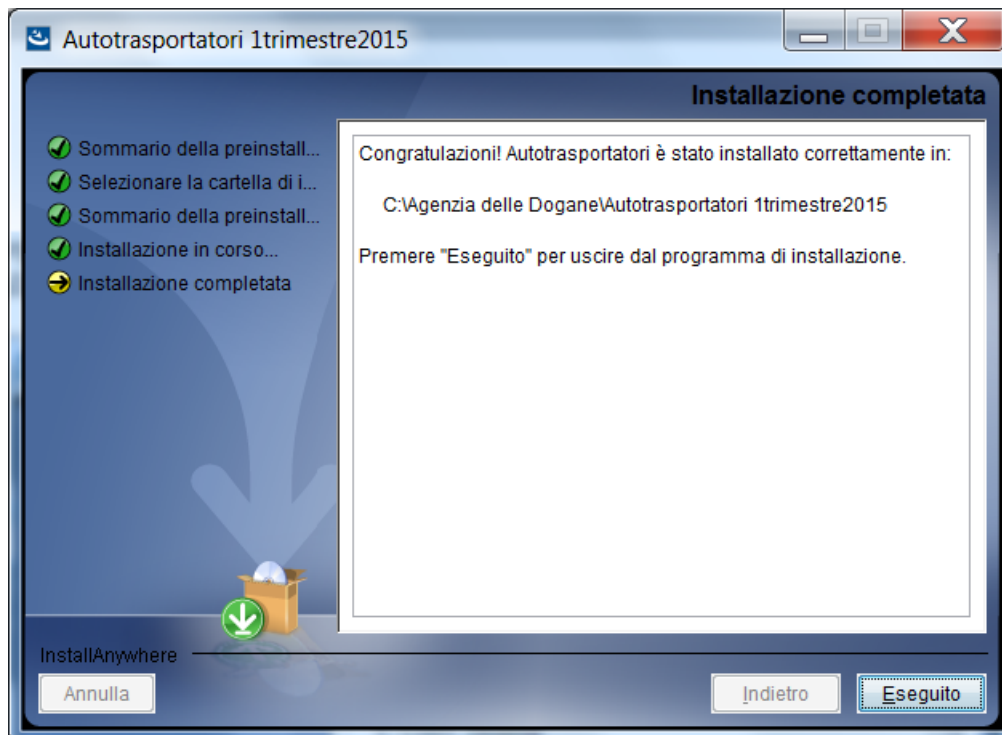 Autotrasportatori 1trimestre2015
Installazione completata
Sommario della preinstall...
Selezionare la cartella di i...
Sommario della preinstall...
Installazione in corso...
Installazione completata
Congratulazioni! Autotrasportatori è stato installato correttamente in:
C:\Agenzia delle Dogane\Autotrasportatori 1trimestre2015
Premere "Eseguito" per uscire dal programma di installazione.
InstallAnywhere
Annulla
Indietro
Eseguito